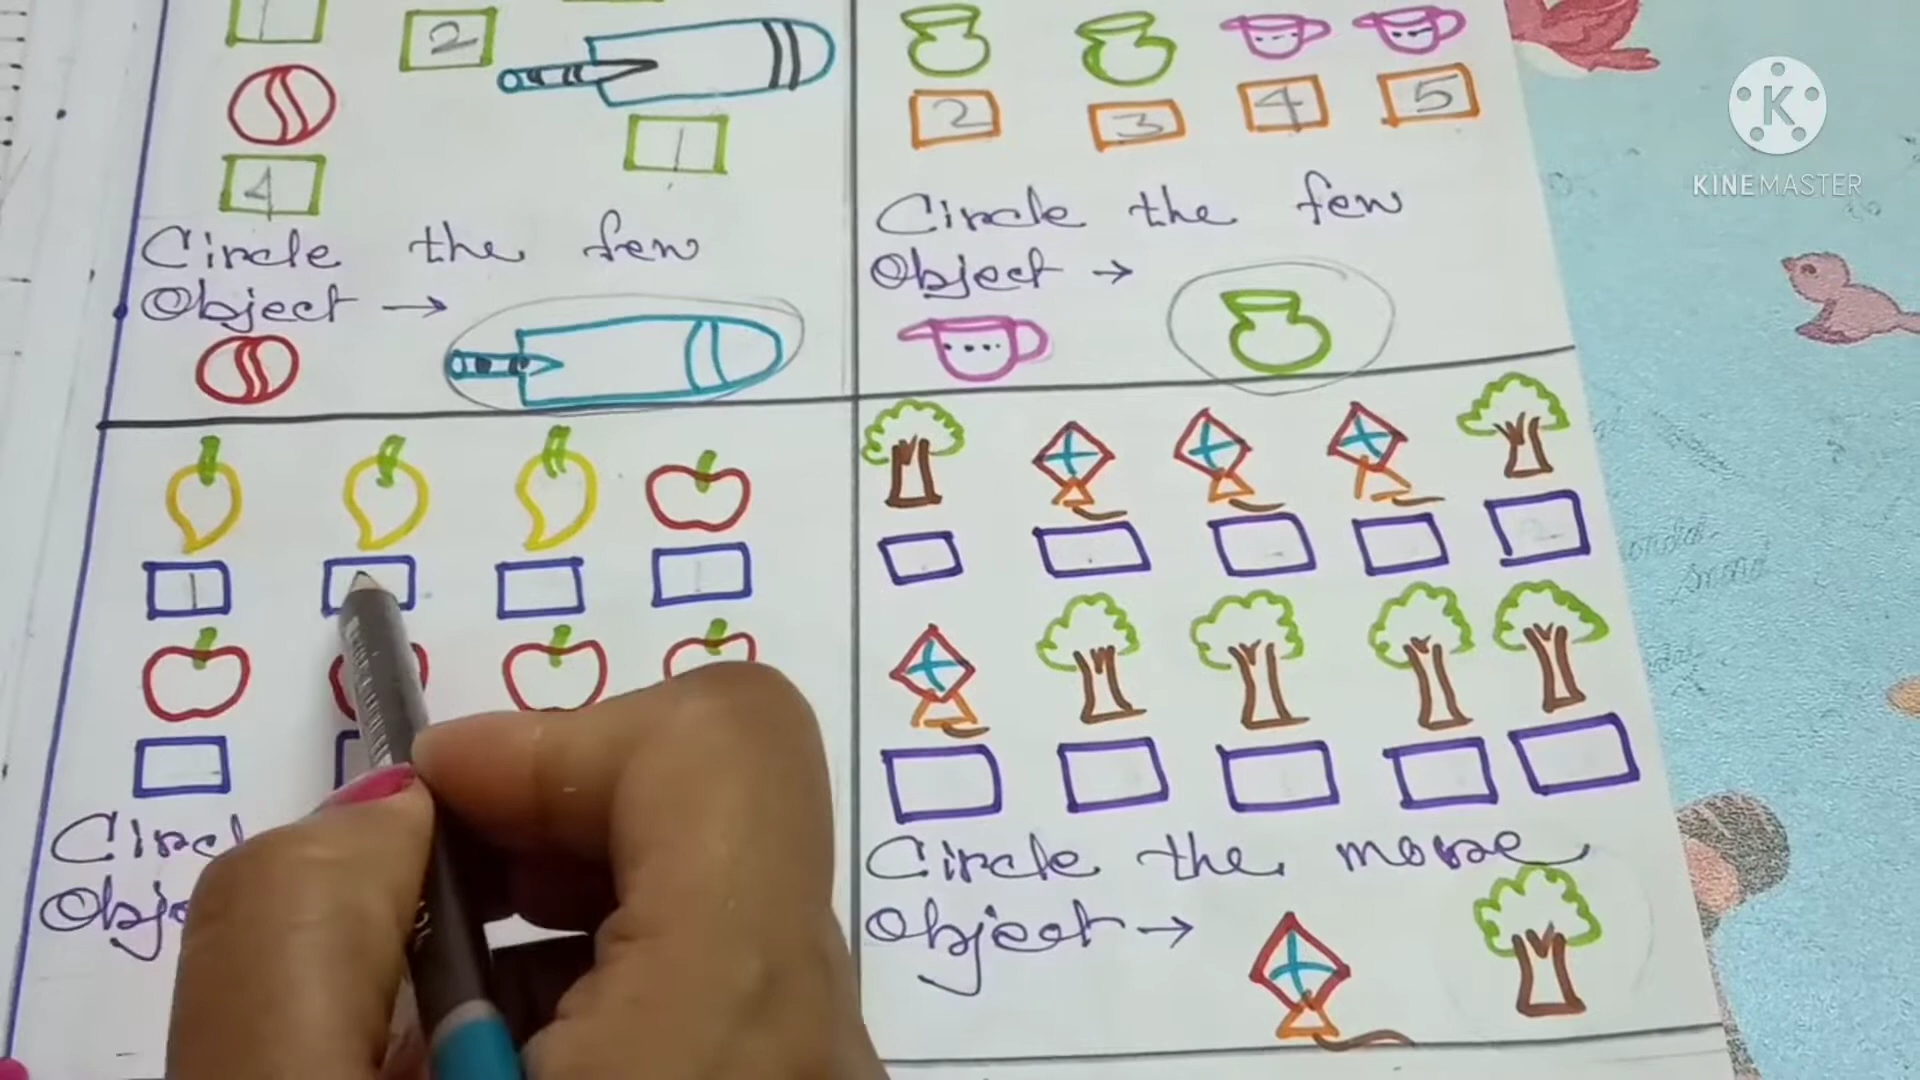 1
2
1
4
Circle the few
Object →
2 3 4 5
Circle the few
Object →
1
Circle the more
Object →
K
KINEMASTER